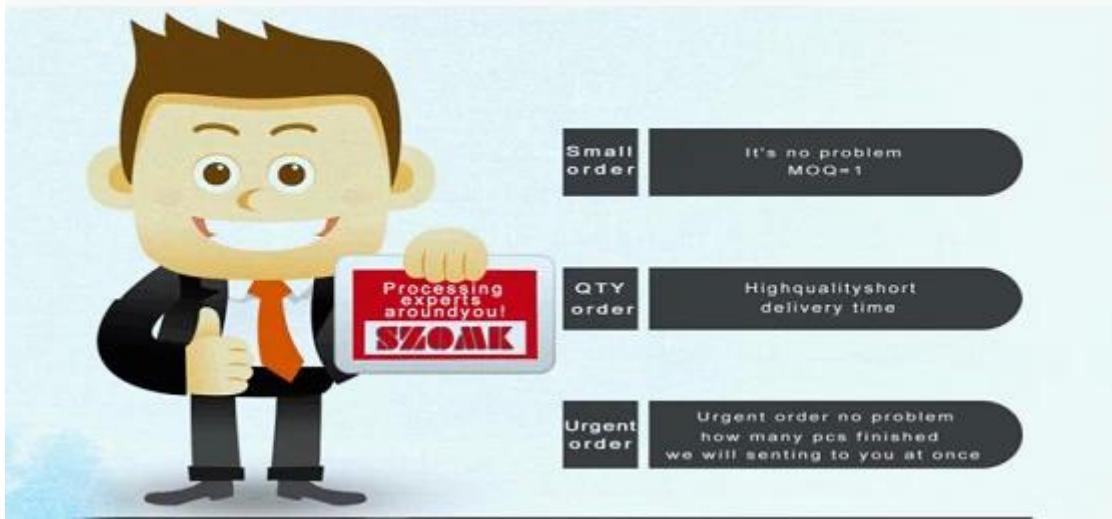 Processing
experts
aroundyou!
SZOMK
Small
order
It's no problem
MOQ=1
QTY
order
Highqualityshort
delivery time
Urgent
order
Urgent order no problem
how many pcs finished
we will senting to you at once